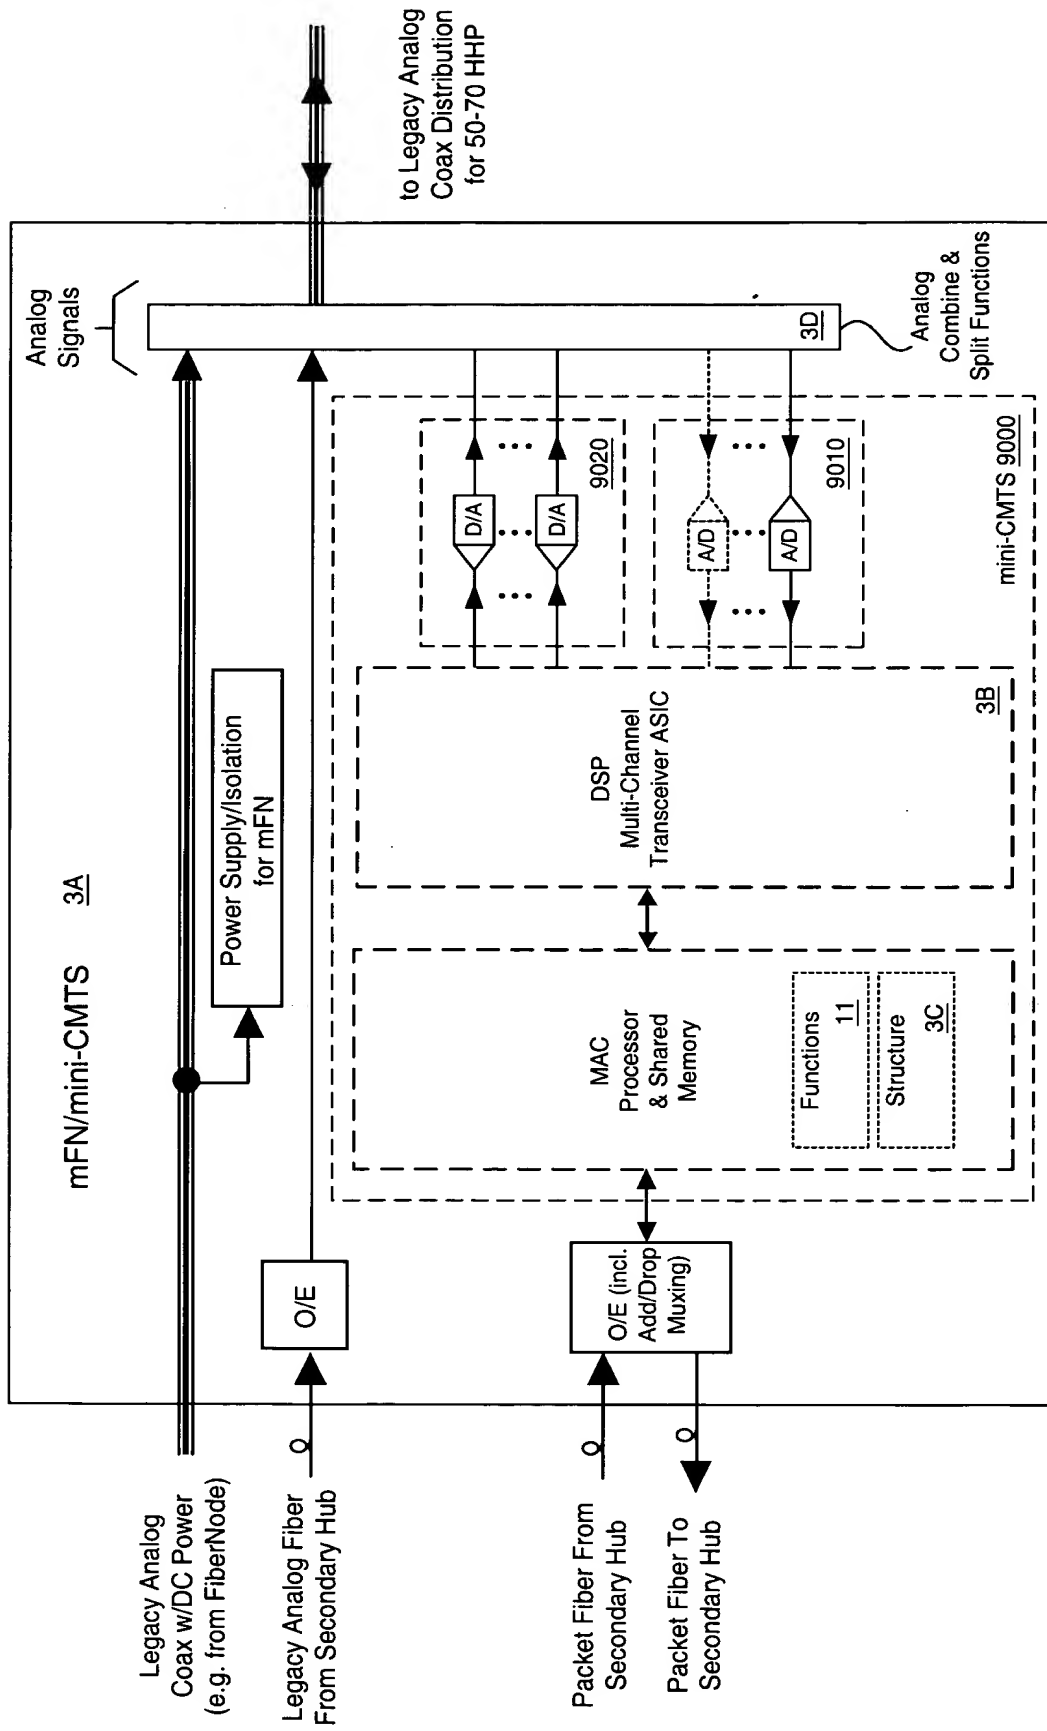 mFN/mini-CMTS 3A
Legacy Analog
Coax w/DC Power
(e.g. from FiberNode)
Legacy Analog Fiber
From Secondary Hub
Packet Fiber From
Secondary Hub
Packet Fiber To
Secondary Hub
Power Supply/Isolation
for mFN
O/E
O/E (incl.
Add/Drop
Muxing)
MAC
Processor
& Shared
Memory
Functions
11
Structure
3C
DSP
Multi-Channel
Transceiver ASIC
3B
D/A
D/A
9020
A/D
A/D
9010
mini-CMTS 9000
Analog
Signals
3D
Analog
Combine &
Split Functions
to Legacy Analog
Coax Distribution
for 50-70 HHP